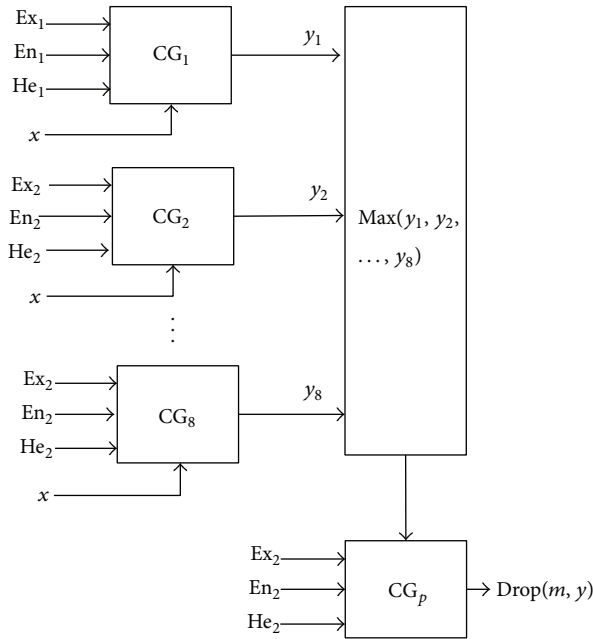 Ex₁
En₁
He₁
x
CG₁
y₁
Ex₂
En₂
He₂
x
CG₂
y₂
Max(y₁, y₂,
..., y₈)
⋮
Ex₂
En₂
He₂
x
CG₈
y₈
Ex₂
En₂
He₂
CGₚ
Drop(m, y)